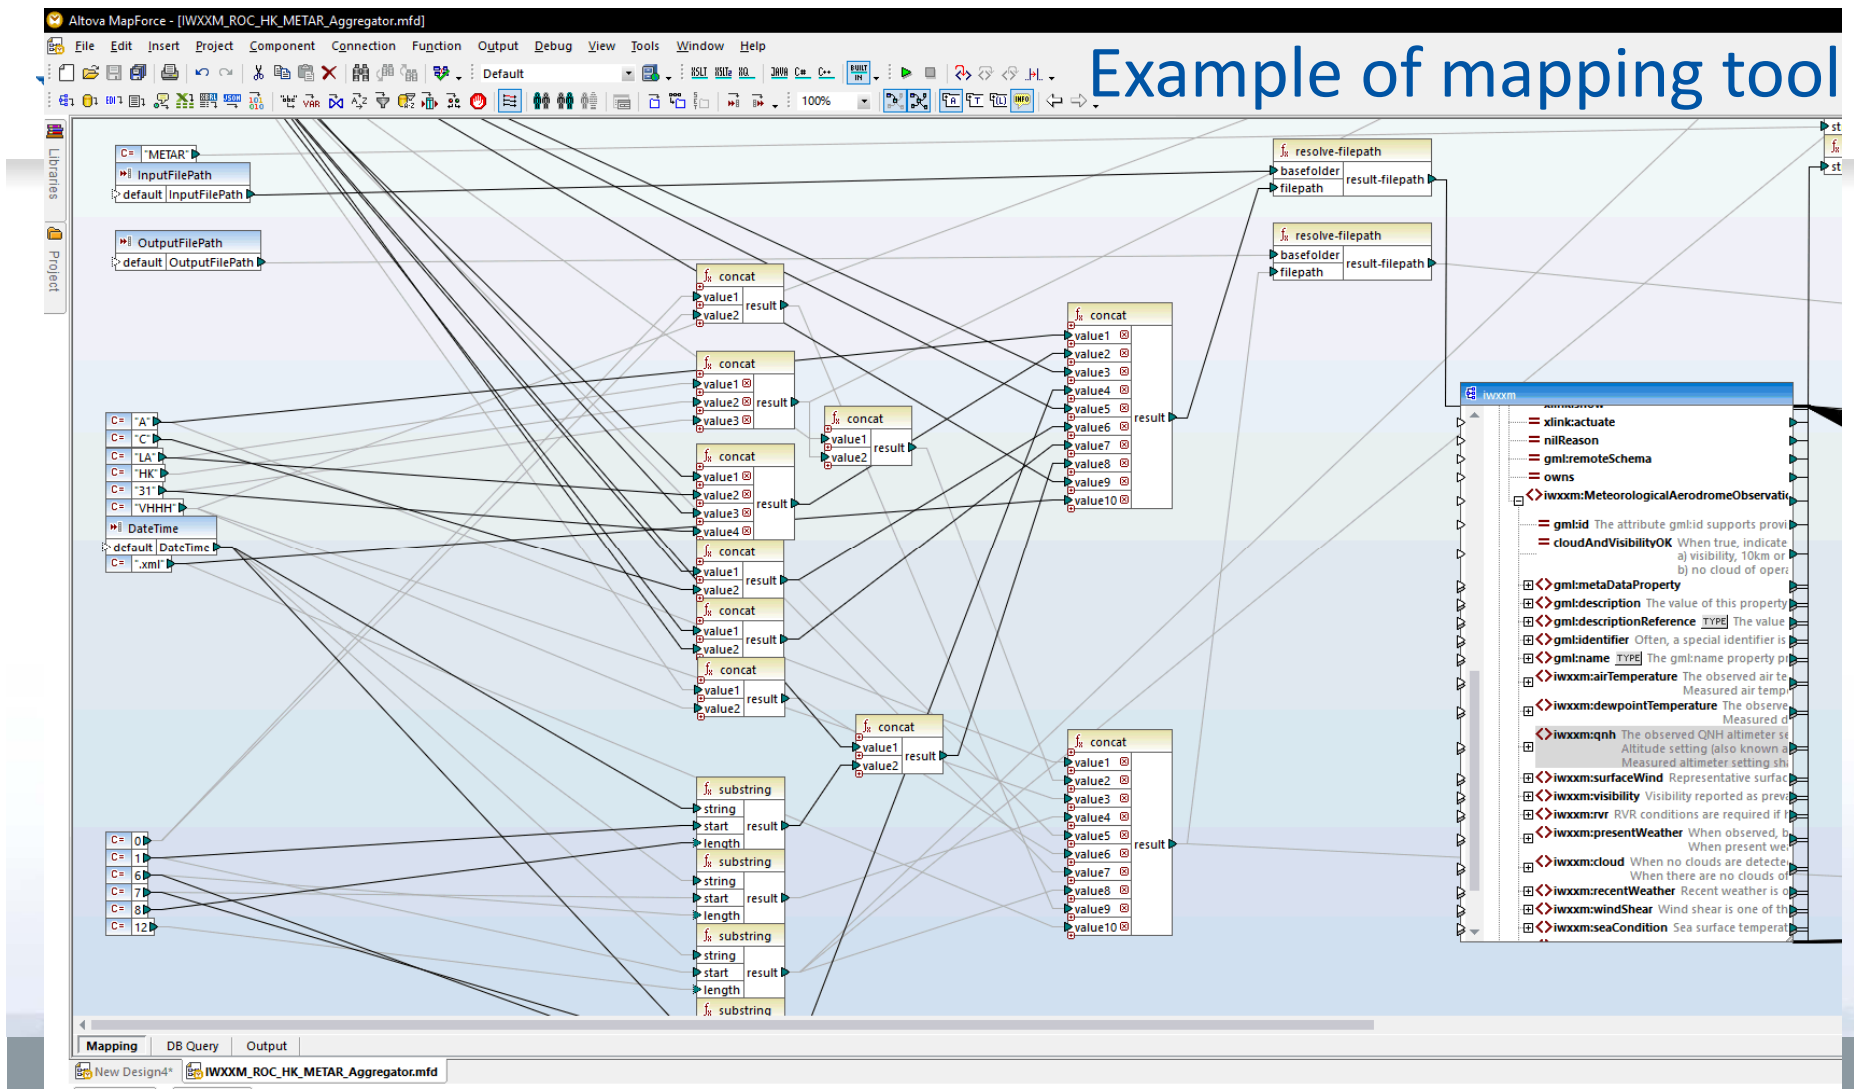 Altova MapForce - [IWXXM_ROC_HK_METAR_Aggregator.mfd]
File Edit Insert Project Component Connection Function Output Debug View Tools Window Help
Example of mapping tool
Default
XSLT XSLT2 XQ JAVA C# C++ BUILT IN
100%
INFO
Libraries
Project
C= "METAR"
InputFilePath
default InputFilePath
OutputFilePath
default OutputFilePath
C= "A"
C= "C"
C= "LA"
C= "HK"
C= "31"
C= "VHHH"
DateTime
default DateTime
C= ".xml"
C= 0
C= 1
C= 6
C= 7
C= 8
C= 12
concat
value1
value2
result
concat
value1
value2
value3
result
concat
value1
value2
value3
value4
result
concat
value1
value2
result
concat
value1
value2
result
concat
value1
value2
result
concat
value1
value2
result
concat
value1
value2
result
substring
string
start
length
result
substring
string
start
length
result
substring
string
start
length
result
substring
concat
value1
value2
value3
value4
value5
value6
value7
value8
value9
value10
result
concat
value1
value2
value3
value4
value5
value6
value7
value8
value9
value10
result
resolve-filepath
basefolder
filepath
result-filepath
resolve-filepath
basefolder
filepath
result-filepath
st
st
iwxxm
xlink:actuate
nilReason
gml:remoteSchema
owns
iwxxm:MeteorologicalAerodromeObservatic
gml:id The attribute gml:id supports provi
cloudAndVisibilityOK When true, indicate
a) visibility, 10km or
b) no cloud of opera
gml:metaDataProperty
gml:description The value of this property
gml:descriptionReference TYPE The value
gml:identifier Often, a special identifier is
gml:name TYPE The gml:name property pr
iwxxm:airTemperature The observed air te
Measured air temp
iwxxm:dewpointTemperature The observe
Measured d
iwxxm:qnh The observed QNH altimeter se
Altitude setting (also known a
Measured altimeter setting sha
iwxxm:surfaceWind Representative surfac
iwxxm:visibility Visibility reported as preva
iwxxm:rvr RVR conditions are required if
iwxxm:presentWeather When observed, b
When present we
iwxxm:cloud When no clouds are detecte
When there are no clouds of
iwxxm:recentWeather Recent weather is o
iwxxm:windShear Wind shear is one of th
iwxxm:seaCondition Sea surface temperat
Mapping DB Query Output
New Design4* IWXXM_ROC_HK_METAR_Aggregator.mfd